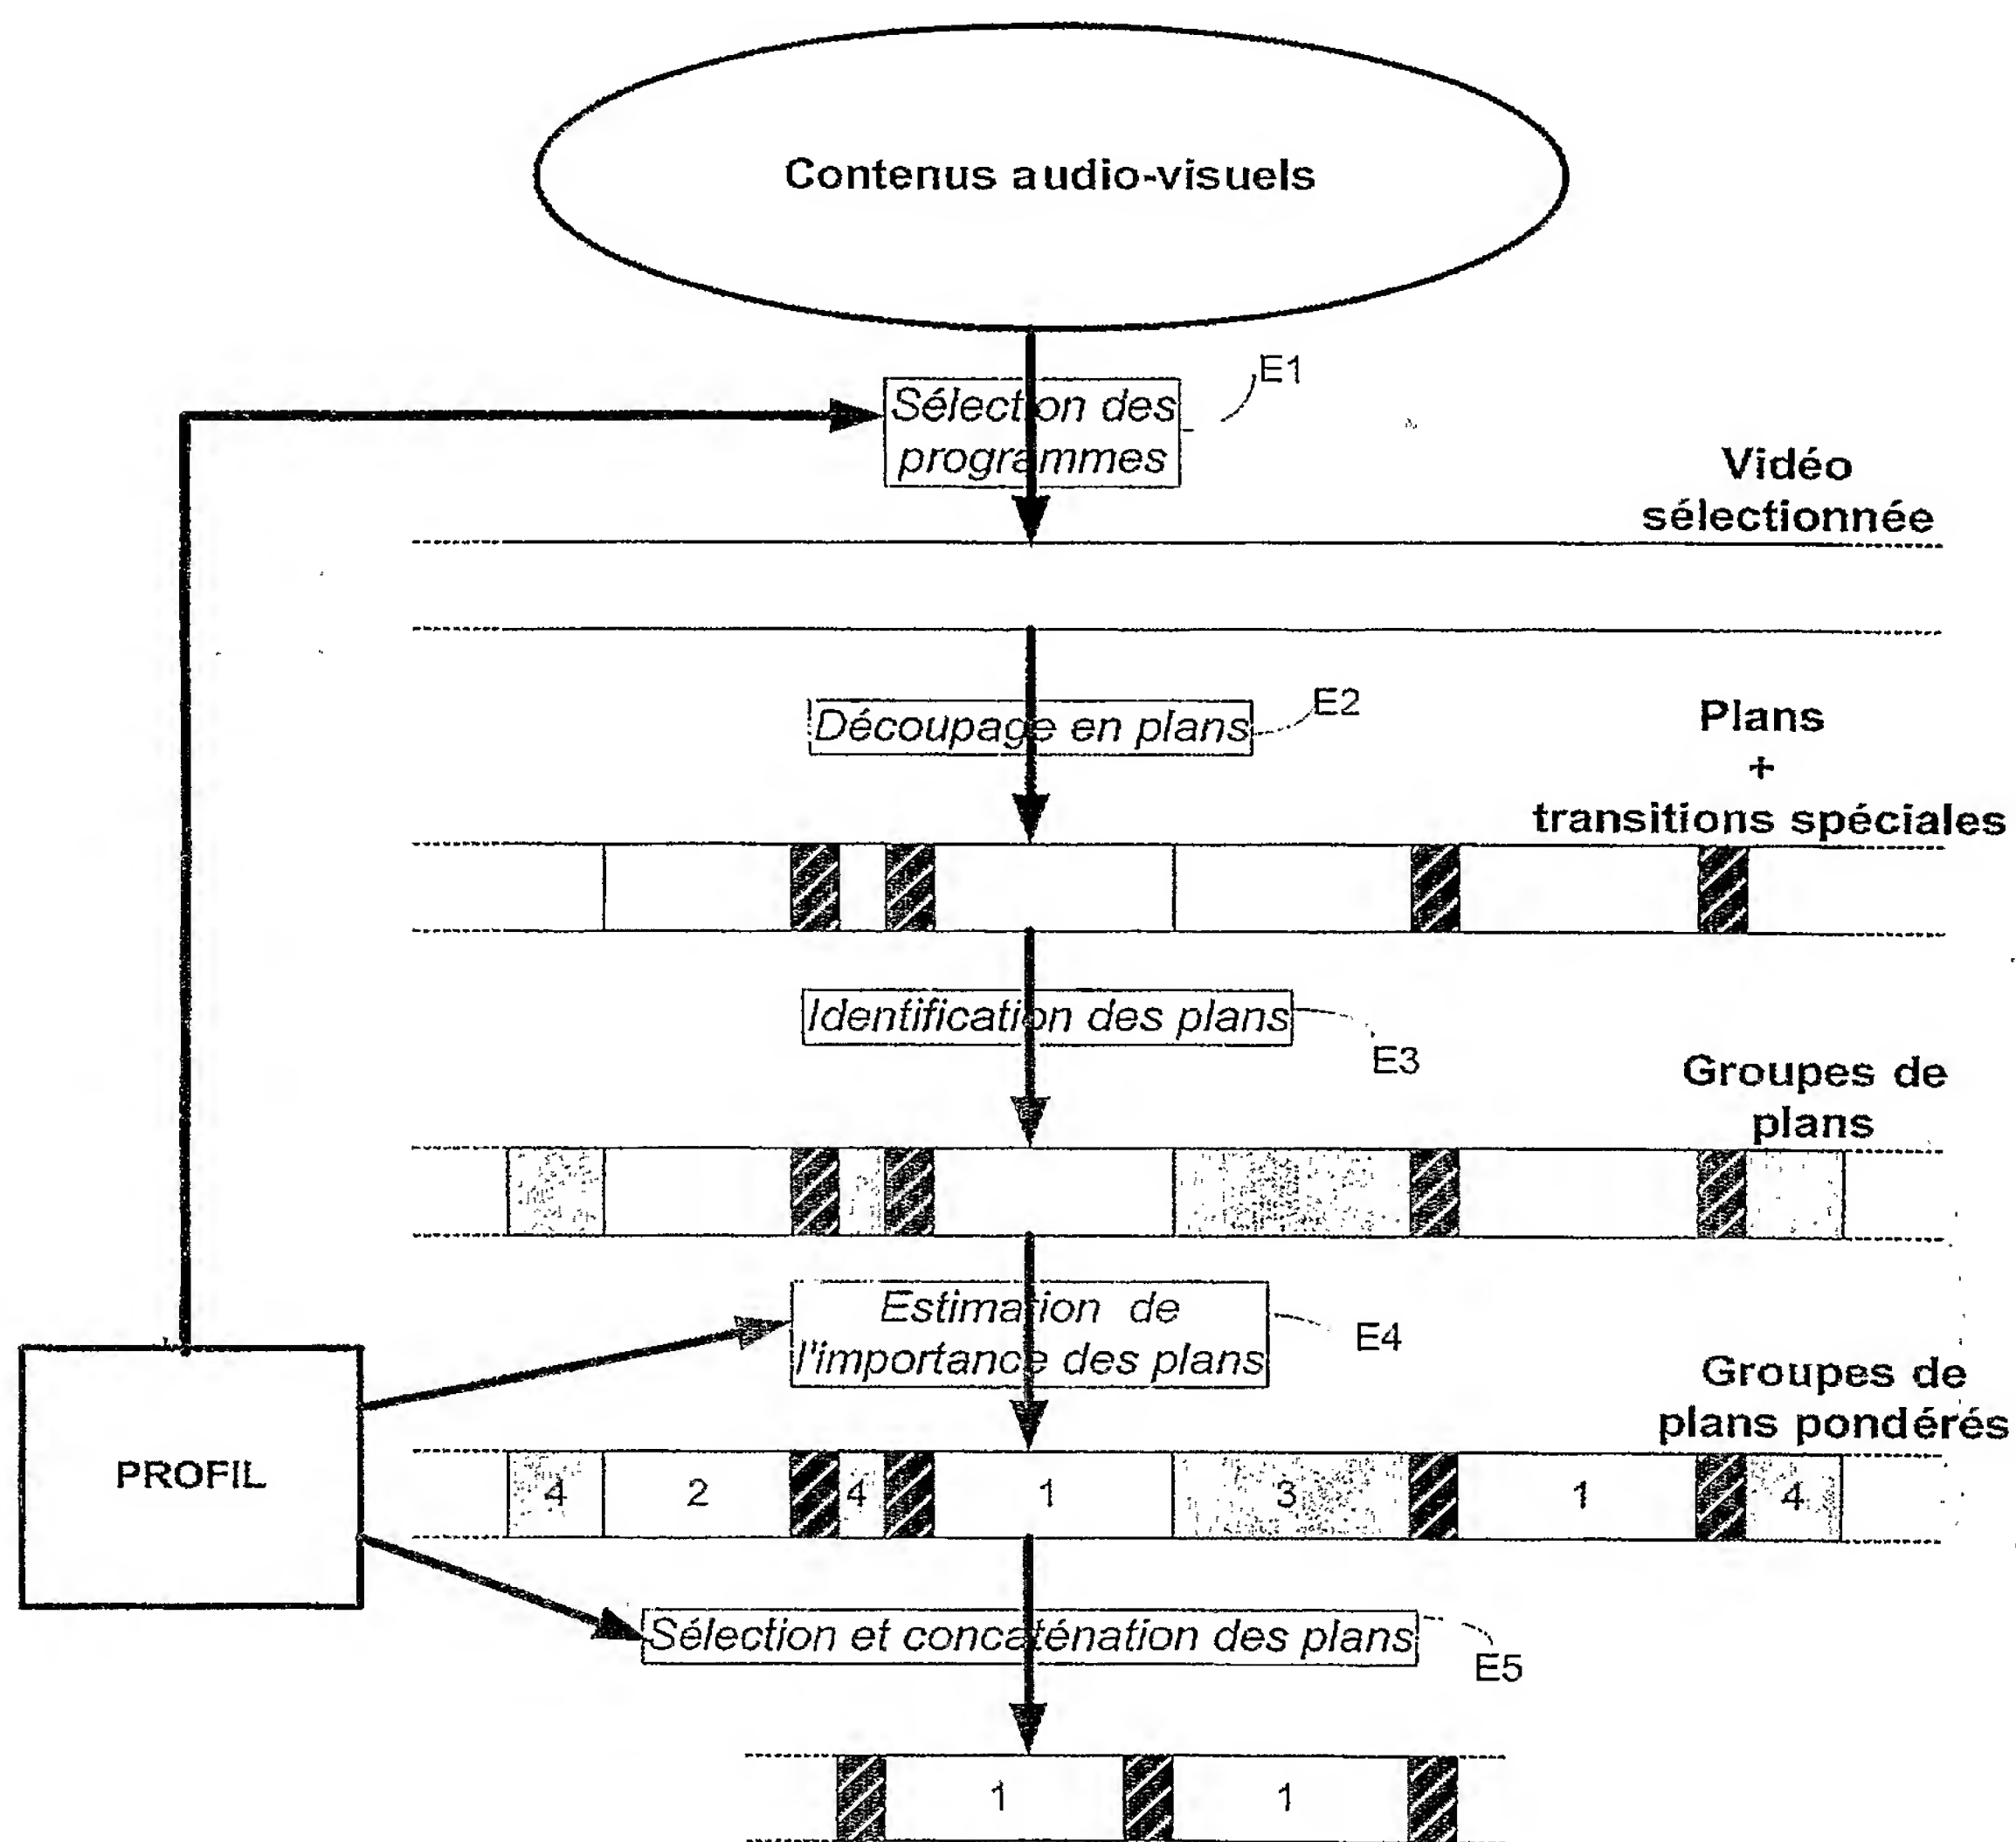 Contenus audio-visuels
E1
Sélection des
programmes
Vidéo
sélectionnée
E2
Découpage en plans
Plans
+
transitions spéciales
Identification des plans
E3
Groupes de
plans
Estimation de
l'importance des plans
E4
Groupes de
plans pondérés
PROFIL
4 2 4 1 3 1 4
Sélection et concaténation des plans
E5
1 1